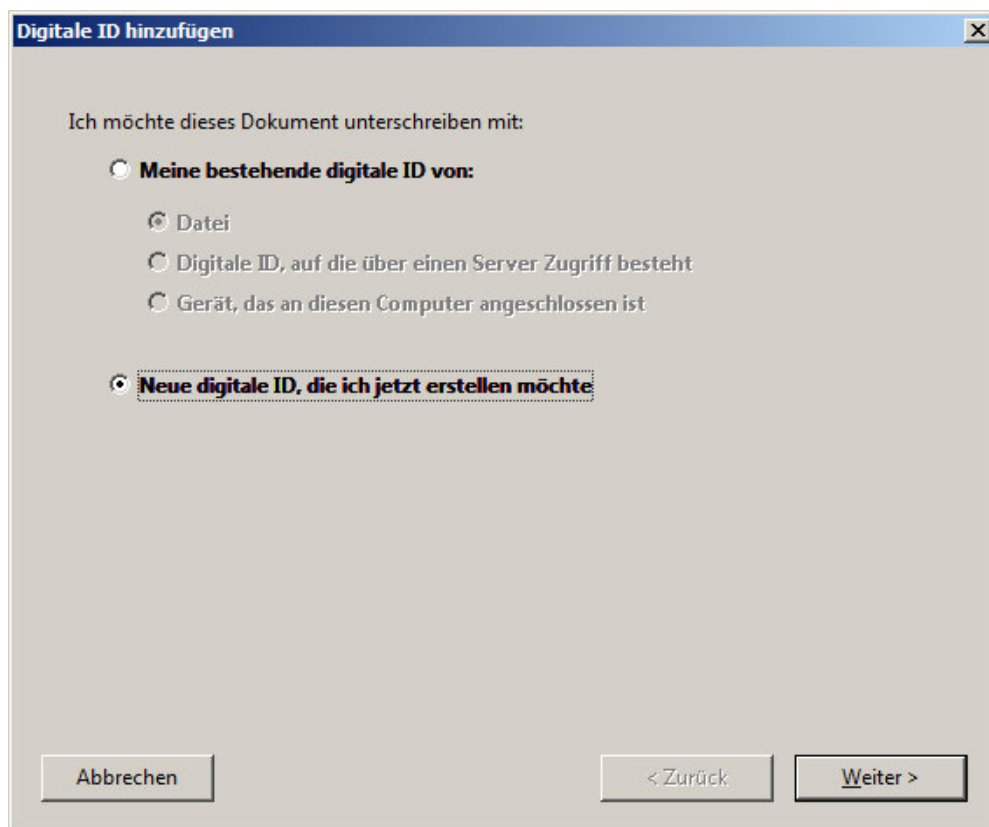 Digitale ID hinzufügen
Ich möchte dieses Dokument unterschreiben mit:
Meine bestehende digitale ID von:
Datei
Digitale ID, auf die über einen Server Zugriff besteht
Gerät, das an diesen Computer angeschlossen ist
Neue digitale ID, die ich jetzt erstellen möchte
Abbrechen < Zurück Weiter >